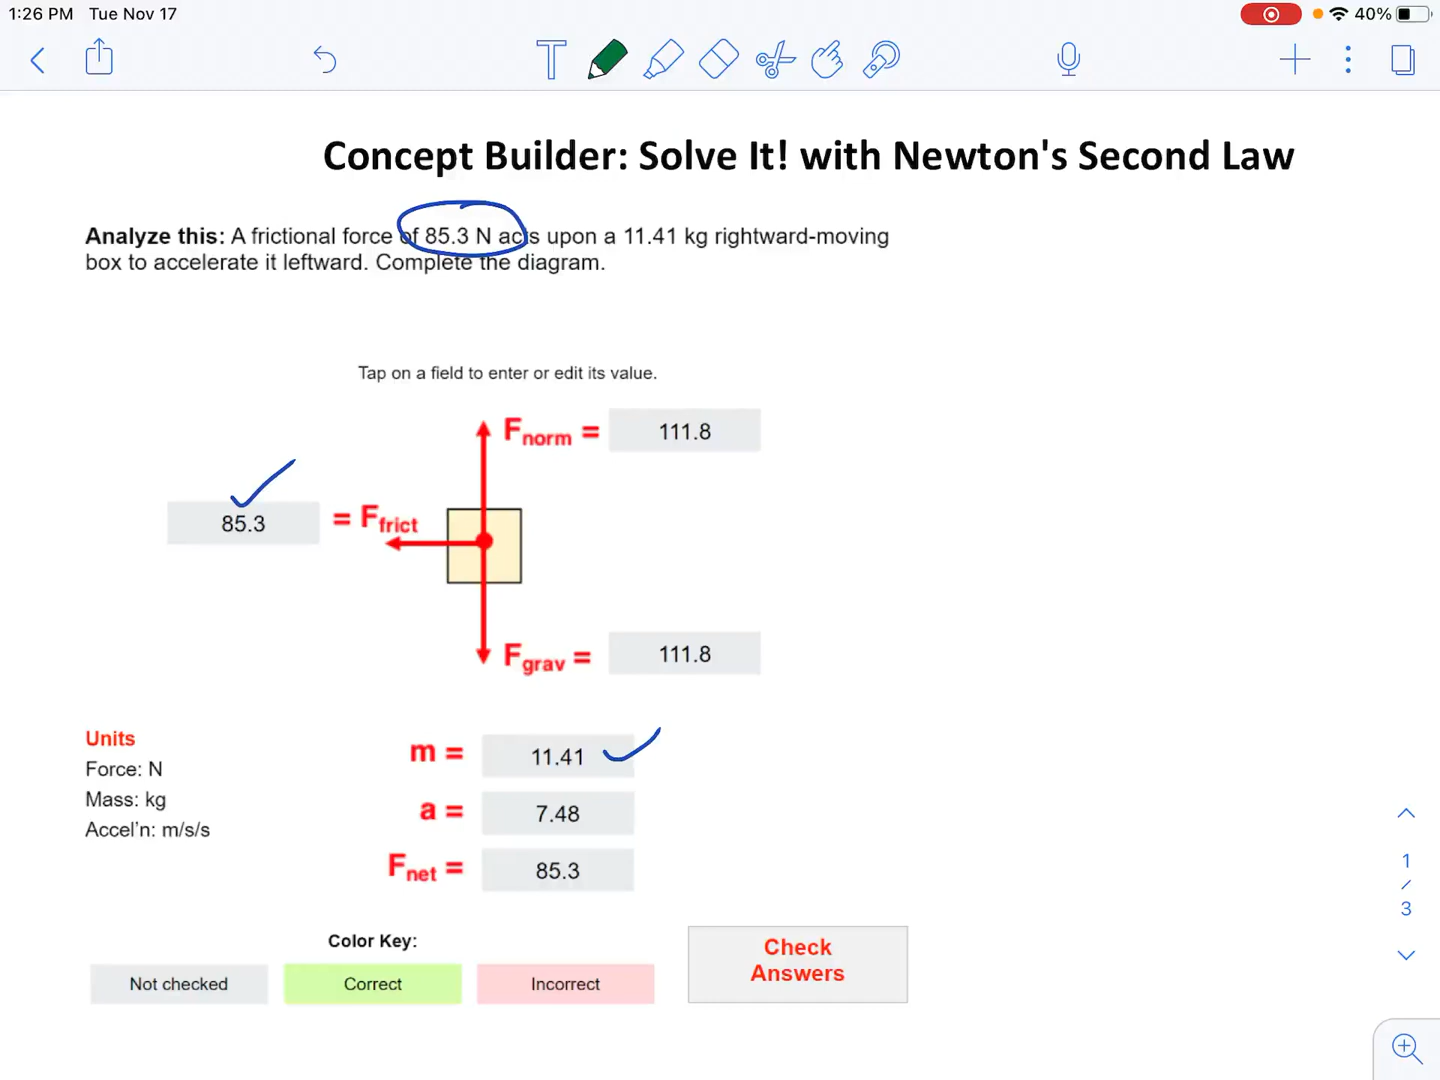 1:26 PM Tue Nov 17
40%
Concept Builder: Solve It! with Newton's Second Law
Analyze this: A frictional force of 85.3 N acts upon a 11.41 kg rightward-moving
box to accelerate it leftward. Complete the diagram.
Tap on a field to enter or edit its value.
Fnorm = 111.8
85.3 = Ffrict
Fgrav = 111.8
Units
Force: N
Mass: kg
Accel'n: m/s/s
m = 11.41
a = 7.48
Fnet = 85.3
1
/
3
Color Key:
Not checked Correct Incorrect
Check
Answers